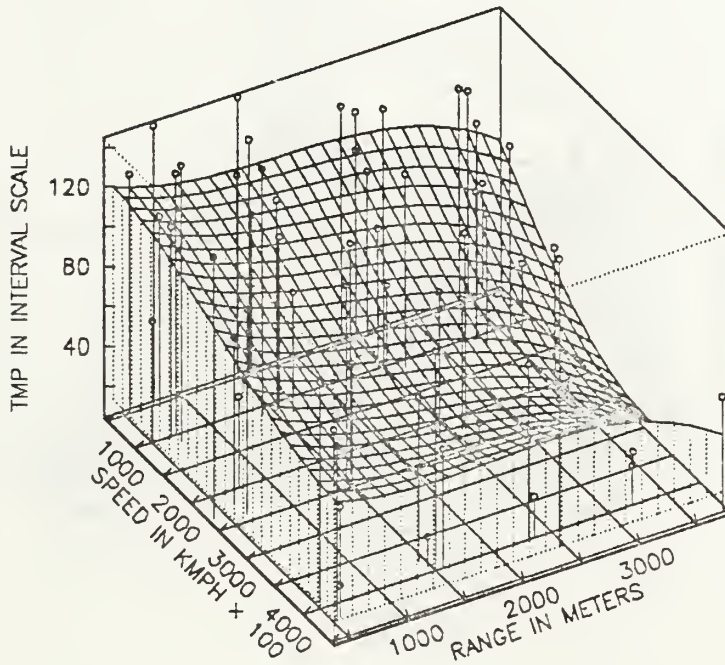 TMP IN INTERVAL SCALE
120
80
40
1000 2000 3000 4000
SPEED IN KMPH × 100
1000 2000 3000
RANGE IN METERS